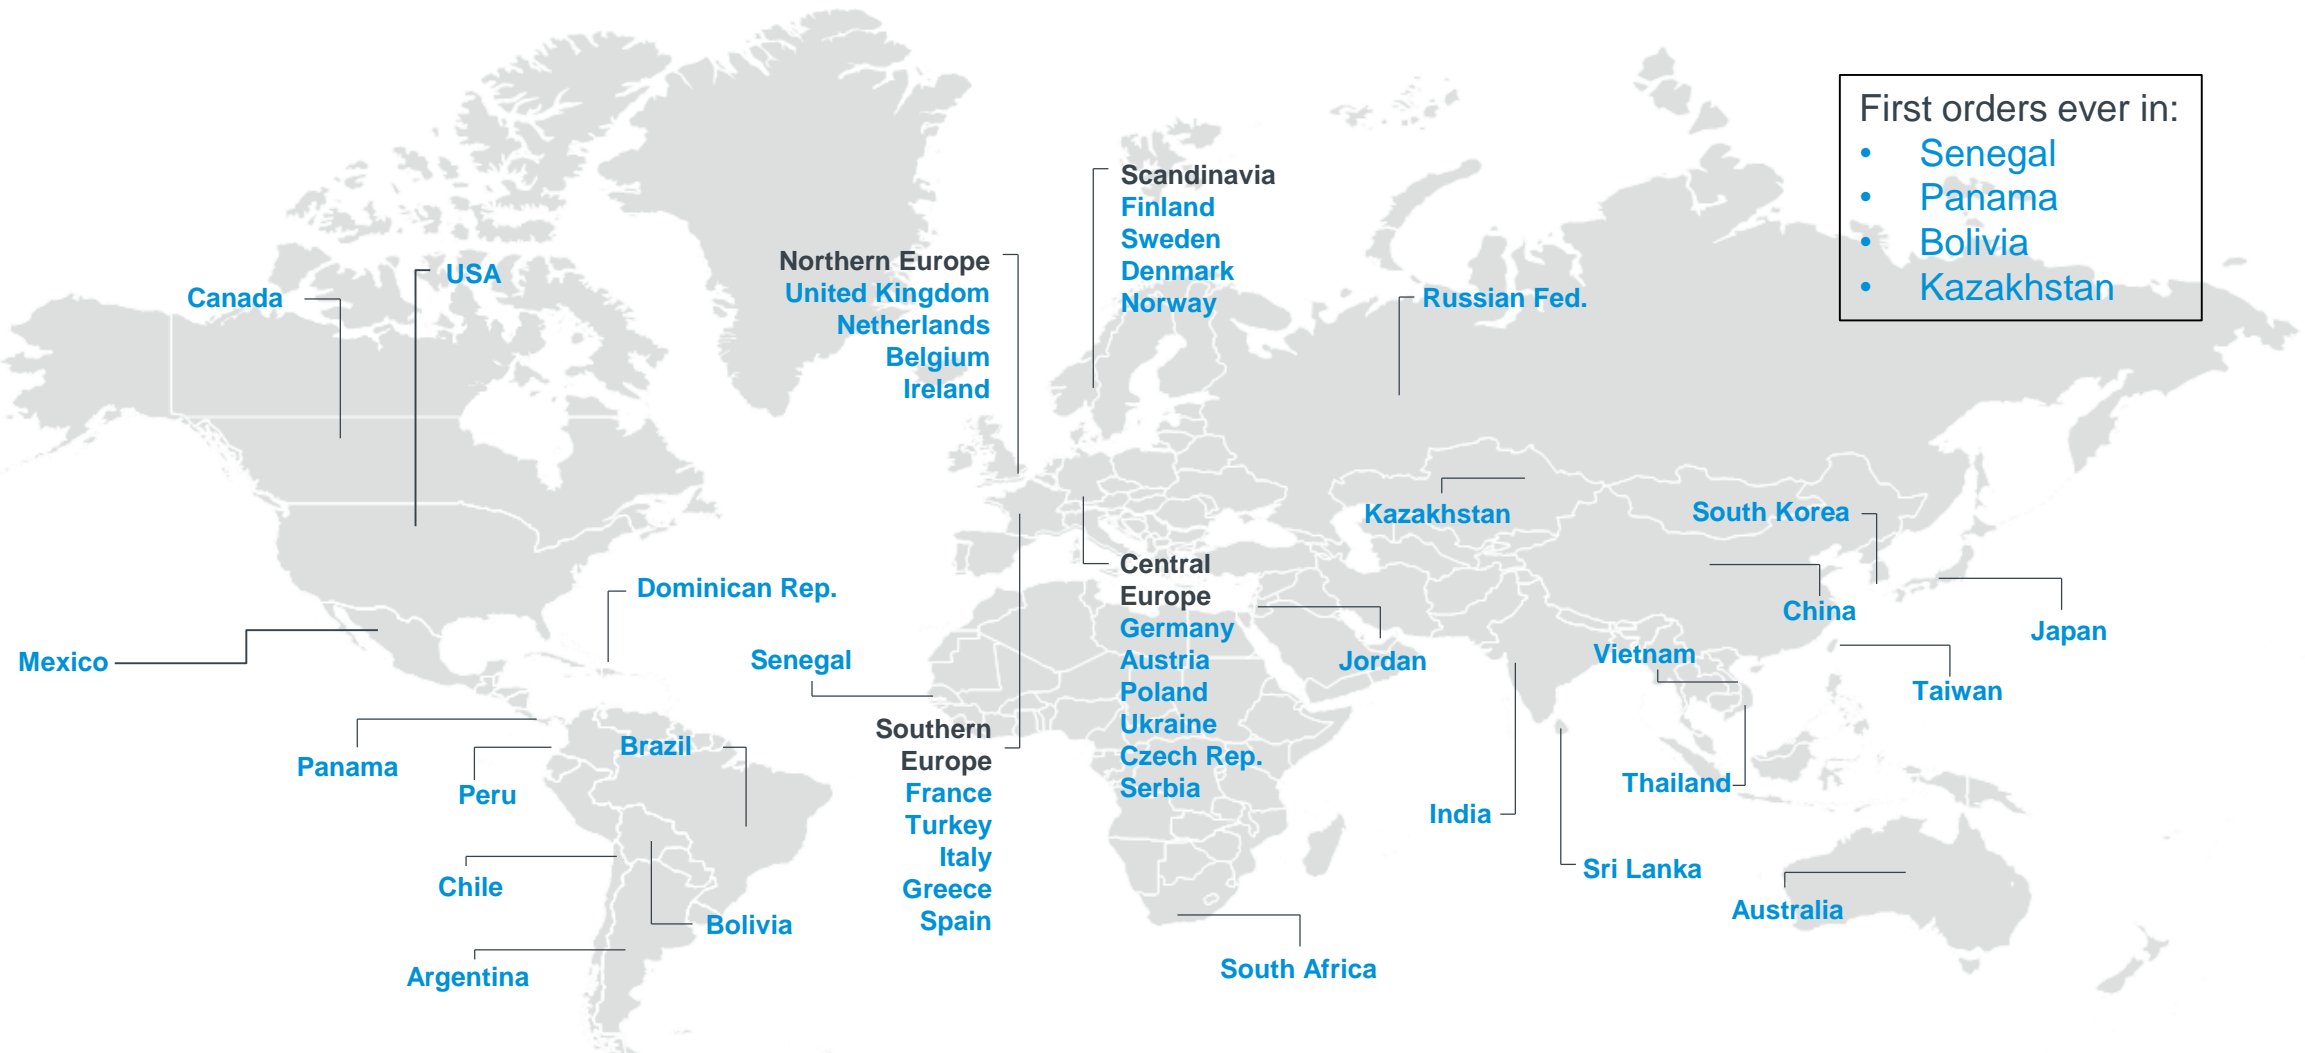 First orders ever in:
• Senegal
• Panama
• Bolivia
• Kazakhstan
Scandinavia
Finland
Sweden
Denmark
Norway
Northern Europe
United Kingdom
Netherlands
Belgium
Ireland
USA
Canada
Russian Fed.
Kazakhstan
South Korea
Central
Europe
Germany
Austria
Poland
Ukraine
Czech Rep.
Serbia
Dominican Rep.
China
Japan
Mexico
Senegal
Jordan
Vietnam
Taiwan
Southern
Europe
France
Turkey
Italy
Greece
Spain
Brazil
Panama
Peru
Thailand
India
Sri Lanka
Chile
Australia
Bolivia
Argentina
South Africa